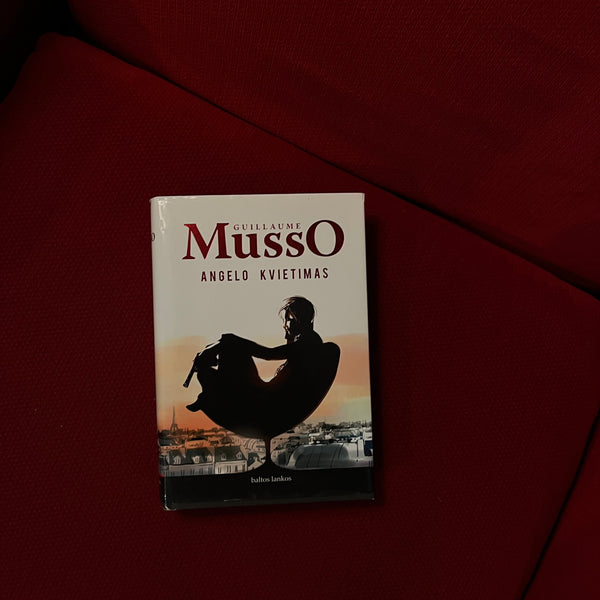 GUILLAUME
MussO
ANGELO KVIETIMAS
baltos lankos